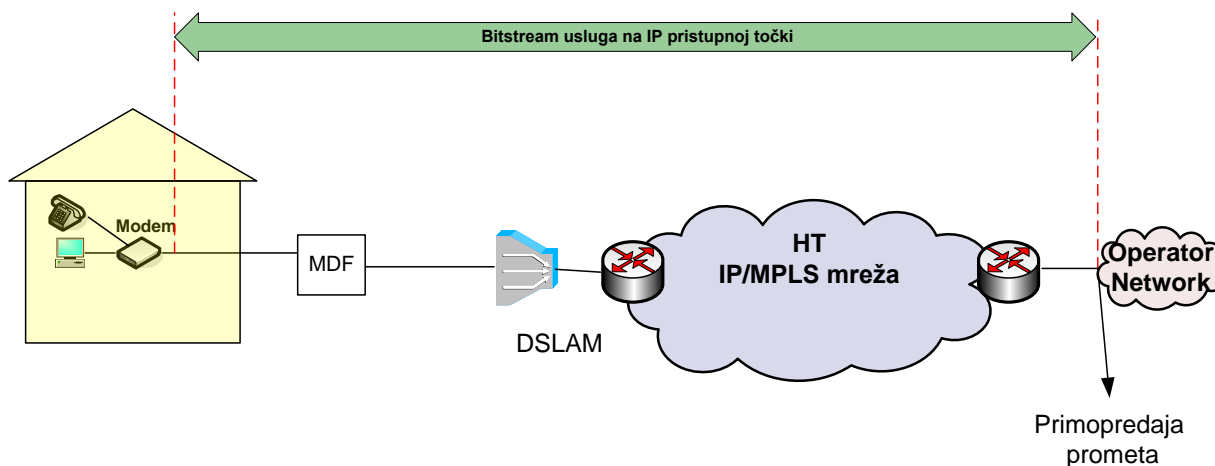 Bitstream usluga na IP pristupnoj točki
Modem
MDF
DSLAM
HT
IP/MPLS mreža
Operator
Network
Primopredaja
prometa